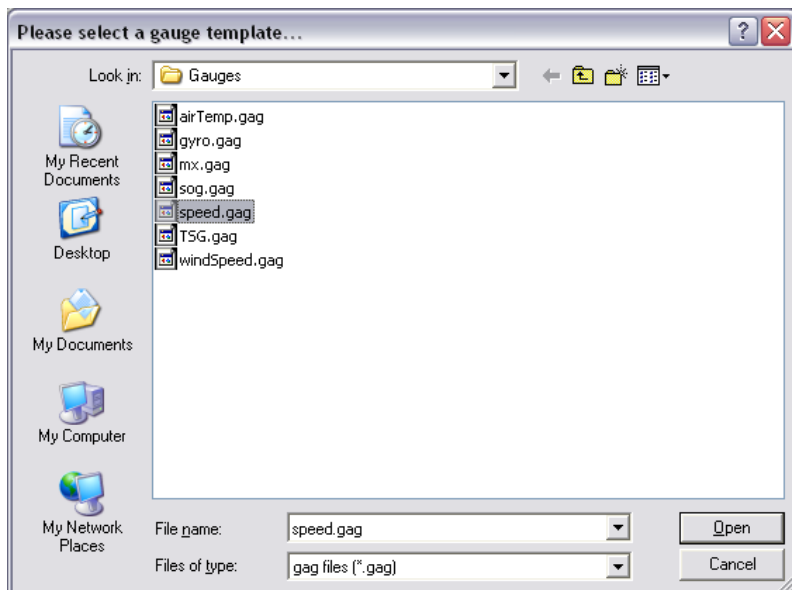 Please select a gauge template...
?
Look in:
Gauges
airTemp.gag
gyro.gag
mx.gag
sog.gag
speed.gag
TSG.gag
windSpeed.gag
My Recent
Documents
Desktop
My Documents
My Computer
My Network
Places
File name:
speed.gag
Open
Files of type:
gag files (*.gag)
Cancel